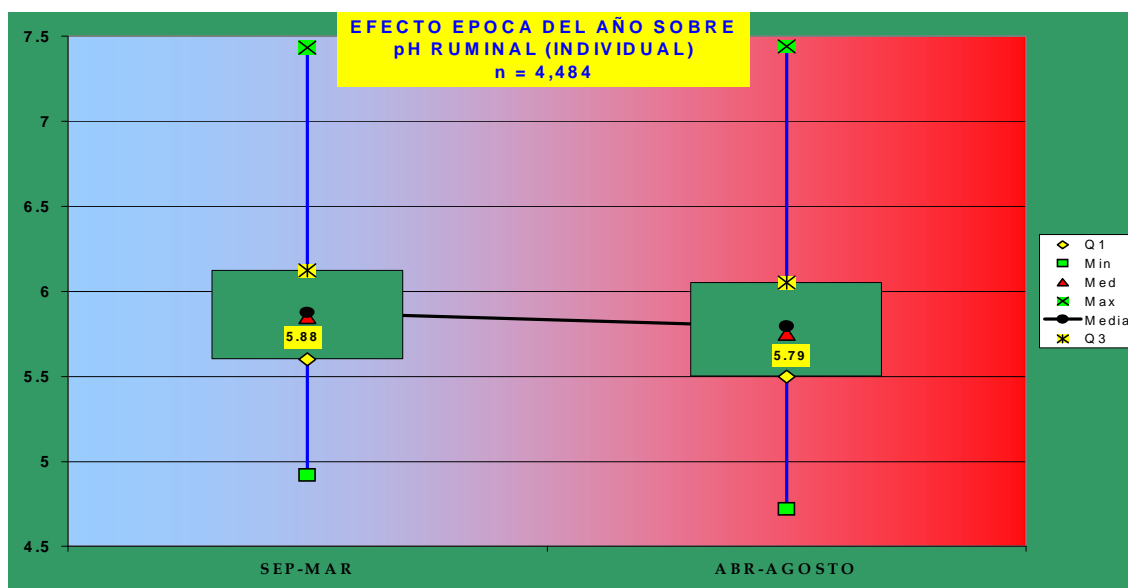 EFECTO EPOCA DEL AÑO SOBRE
pH RUMINAL (INDIVIDUAL)
n = 4,484
7.5
7
6.5
6
5.5
5
4.5
5.88
5.79
SEP-MAR
ABR-AGOSTO
Q1
Min
Med
Max
Media
Q3